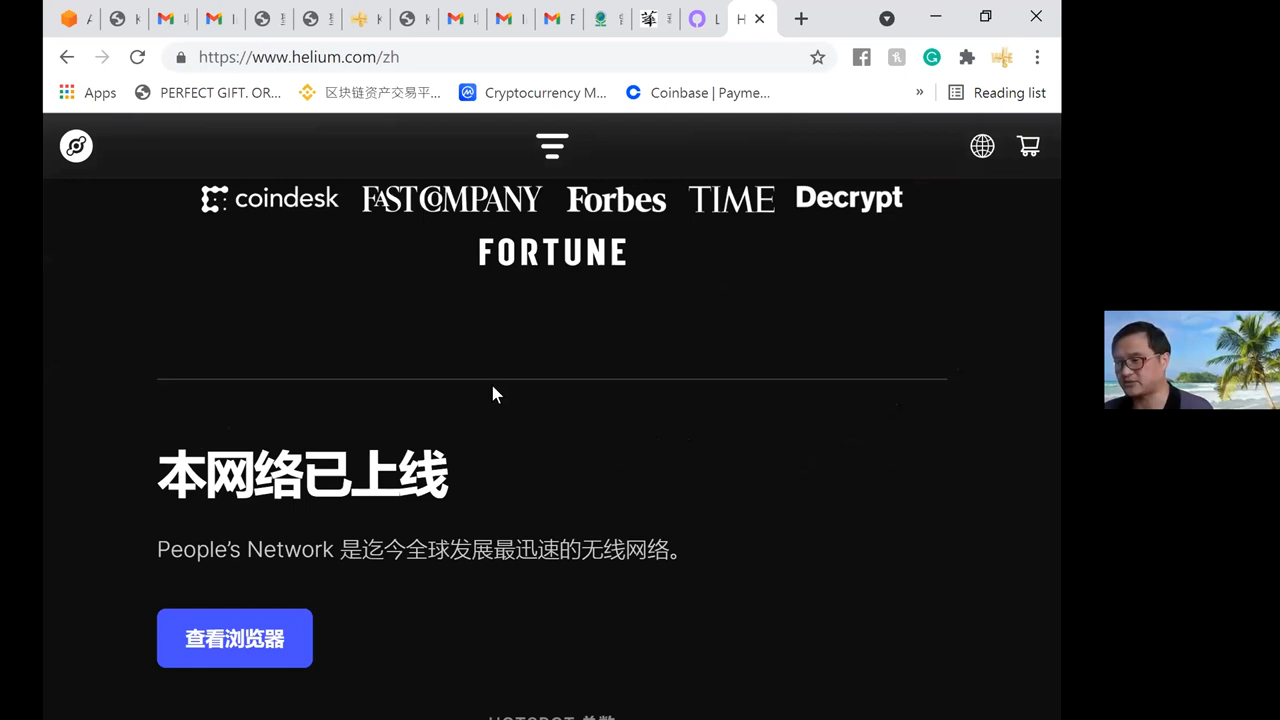 https://www.helium.com/zh
Apps PERFECT GIFT. OR... 区块链资产交易平... Cryptocurrency M... Coinbase | Payme... » Reading list
coindesk FAST COMPANY Forbes TIME Decrypt
FORTUNE
本网络已上线
People's Network 是迄今全球发展最迅速的无线网络。
查看浏览器